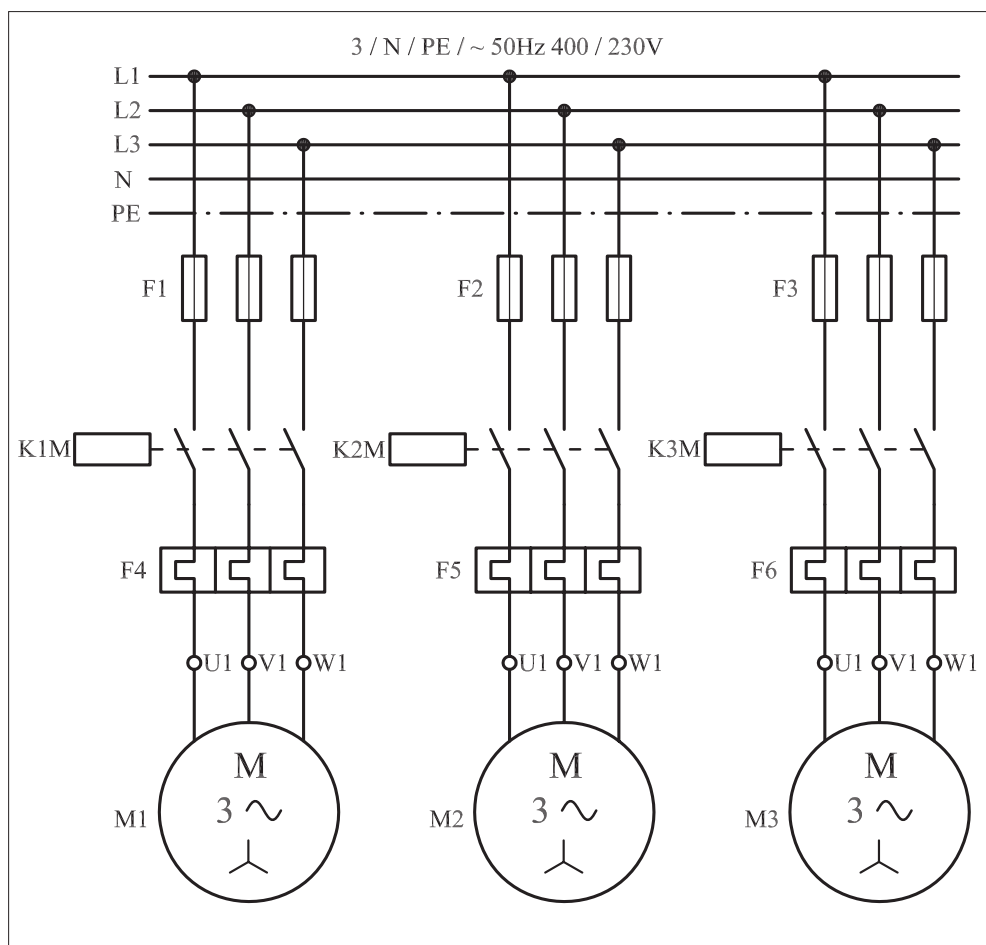 3 / N / PE / ~ 50Hz 400 / 230V
L1
L2
L3
N
PE
F1 F2 F3
K1M K2M K3M
F4 F5 F6
U1 V1 W1 U1 V1 W1 U1 V1 W1
M M M
M1 3 M2 3 M3 3